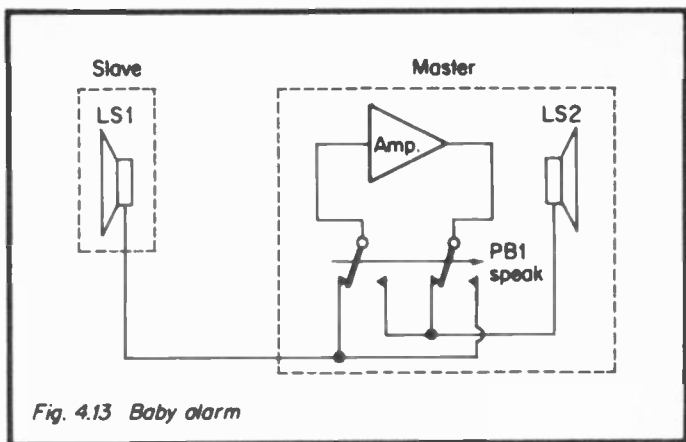 Slave
Master
LS1
LS2
Amp.
PB1
speak
Fig. 4.13 Baby alarm